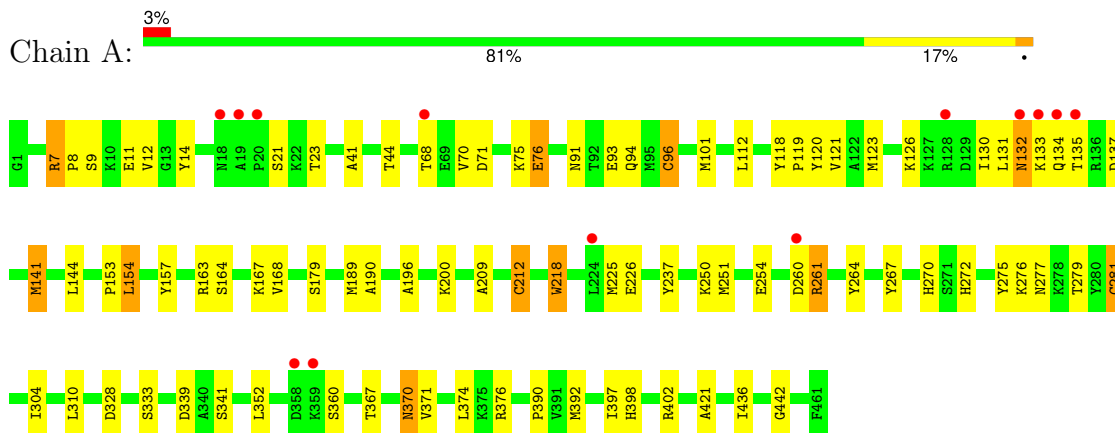 3%
Chain A:
81% 17% •
G1 R7 P8 S9 K10 E11 V12 G13 Y14 N18 A19 P20 S21 K22 T23 A41 T44 T68 E69 V70 D71 K75 E76 N91 T92 E93 Q94 M95 C96 M101 L112 Y118 P119 Y120 V121 A122 M123 K126 K127 R128 D129 I130 L131 N132 K133 Q134 T135 R136
M141 L144 P153 L154 Y157 R163 S164 K167 V168 S179 M189 A190 A196 K200 A209 C212 W218 L224 M225 E226 Y237 K250 M251 E254 D260 R261 Y264 Y267 H270 S271 H272 Y275 K276 N277 K278 T279 Y280
I304 L310 D328 S333 D339 A340 S341 L352 D358 K359 S360 T367 N370 V371 L374 K375 R376 P390 V391 M392 I397 H398 R402 A421 I436 G442 F461